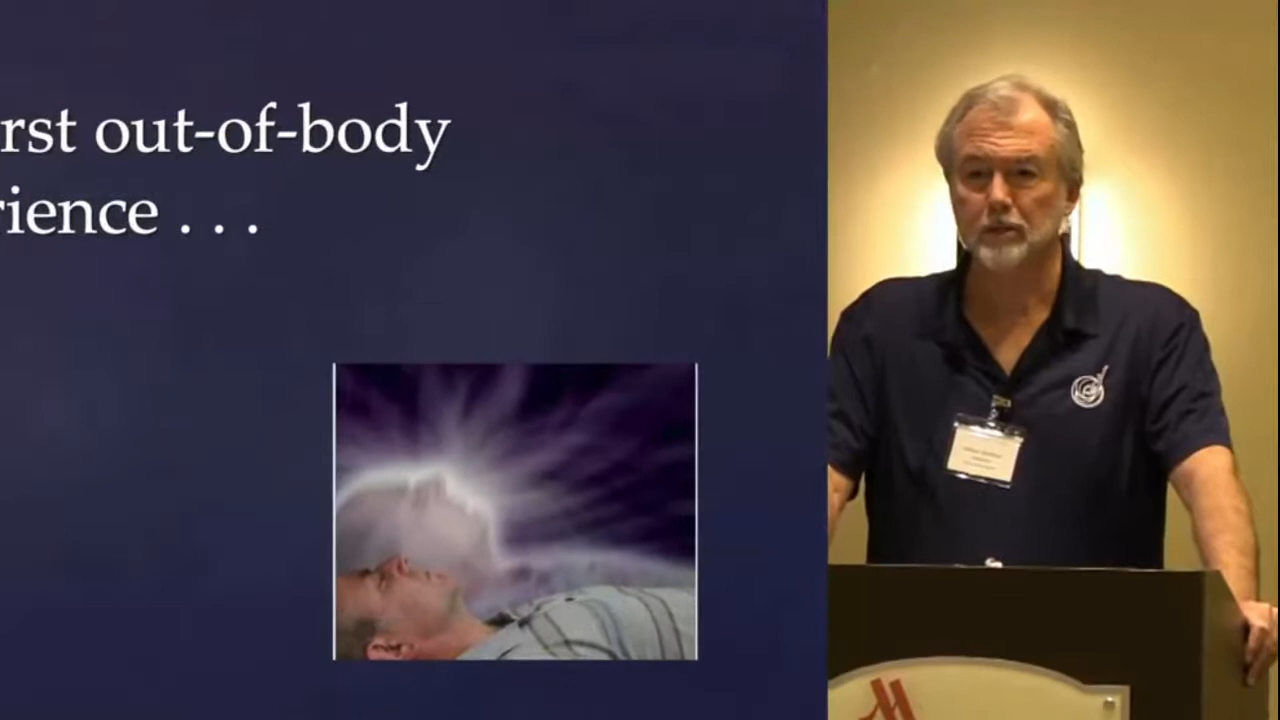 rst out-of-body
rience . . .